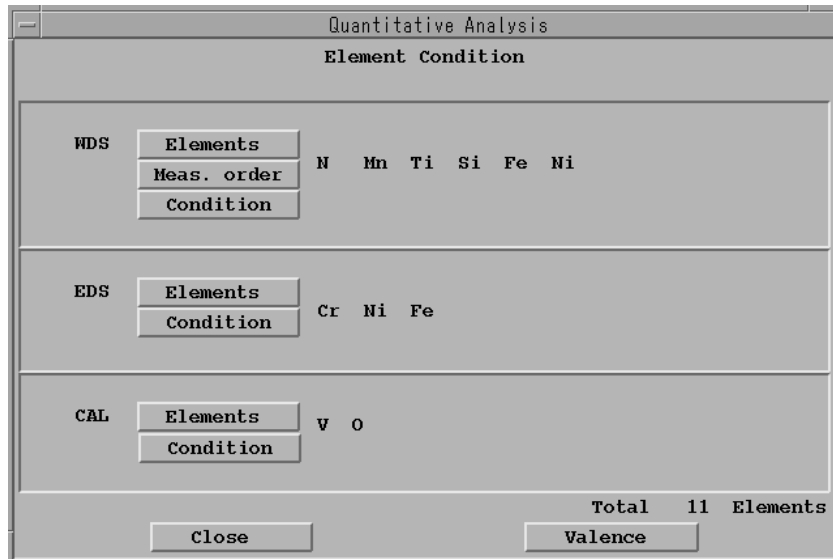 Quantitative Analysis
Element Condition
WDS
Elements
Meas. order
Condition
N Mn Ti Si Fe Ni
EDS
Elements
Condition
Cr Ni Fe
CAL
Elements
Condition
V O
Total 11 Elements
Close Valence